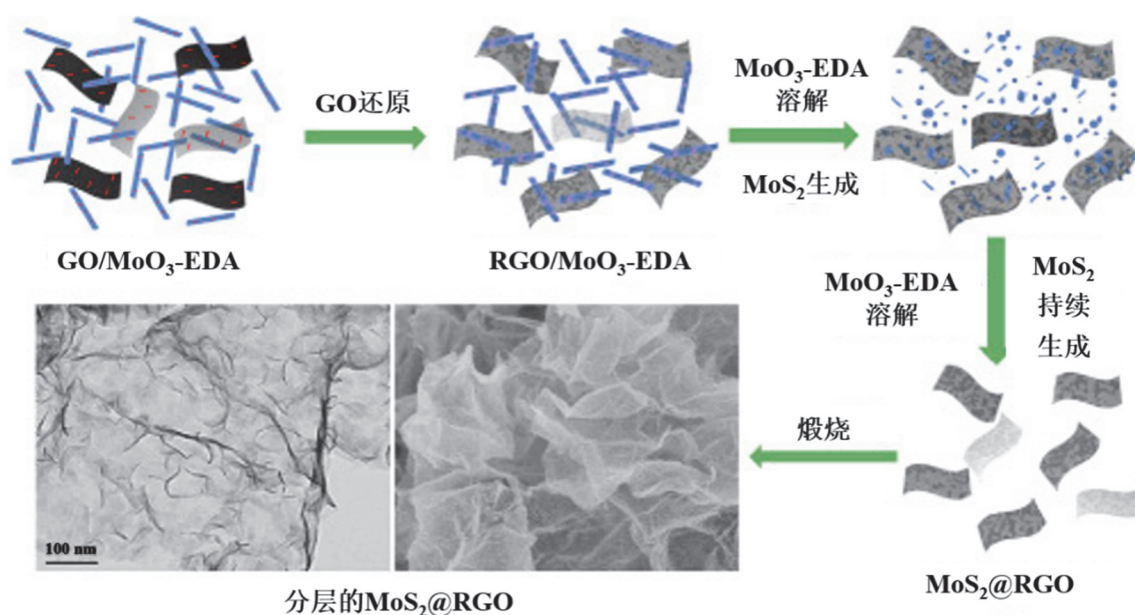 GO还原
MoO₃-EDA
溶解
MoS₂生成
GO/MoO₃-EDA
RGO/MoO₃-EDA
MoO₃-EDA
溶解
MoS₂
持续
生成
煅烧
100 nm
MoS₂@RGO
分层的MoS₂@RGO